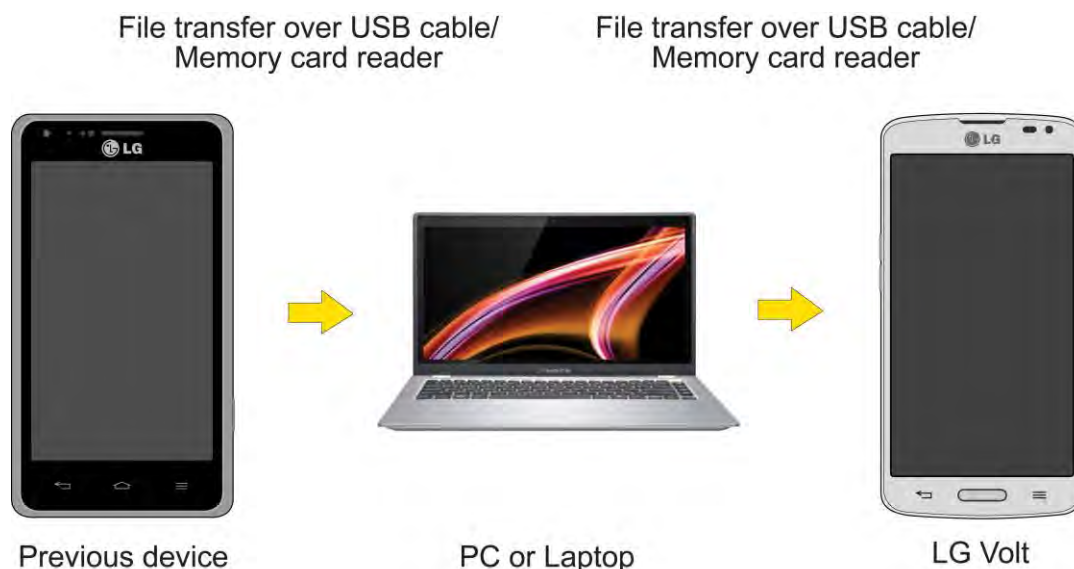 File transfer over USB cable/
Memory card reader
File transfer over USB cable/
Memory card reader
LG
LG
Previous device
PC or Laptop
LG Volt